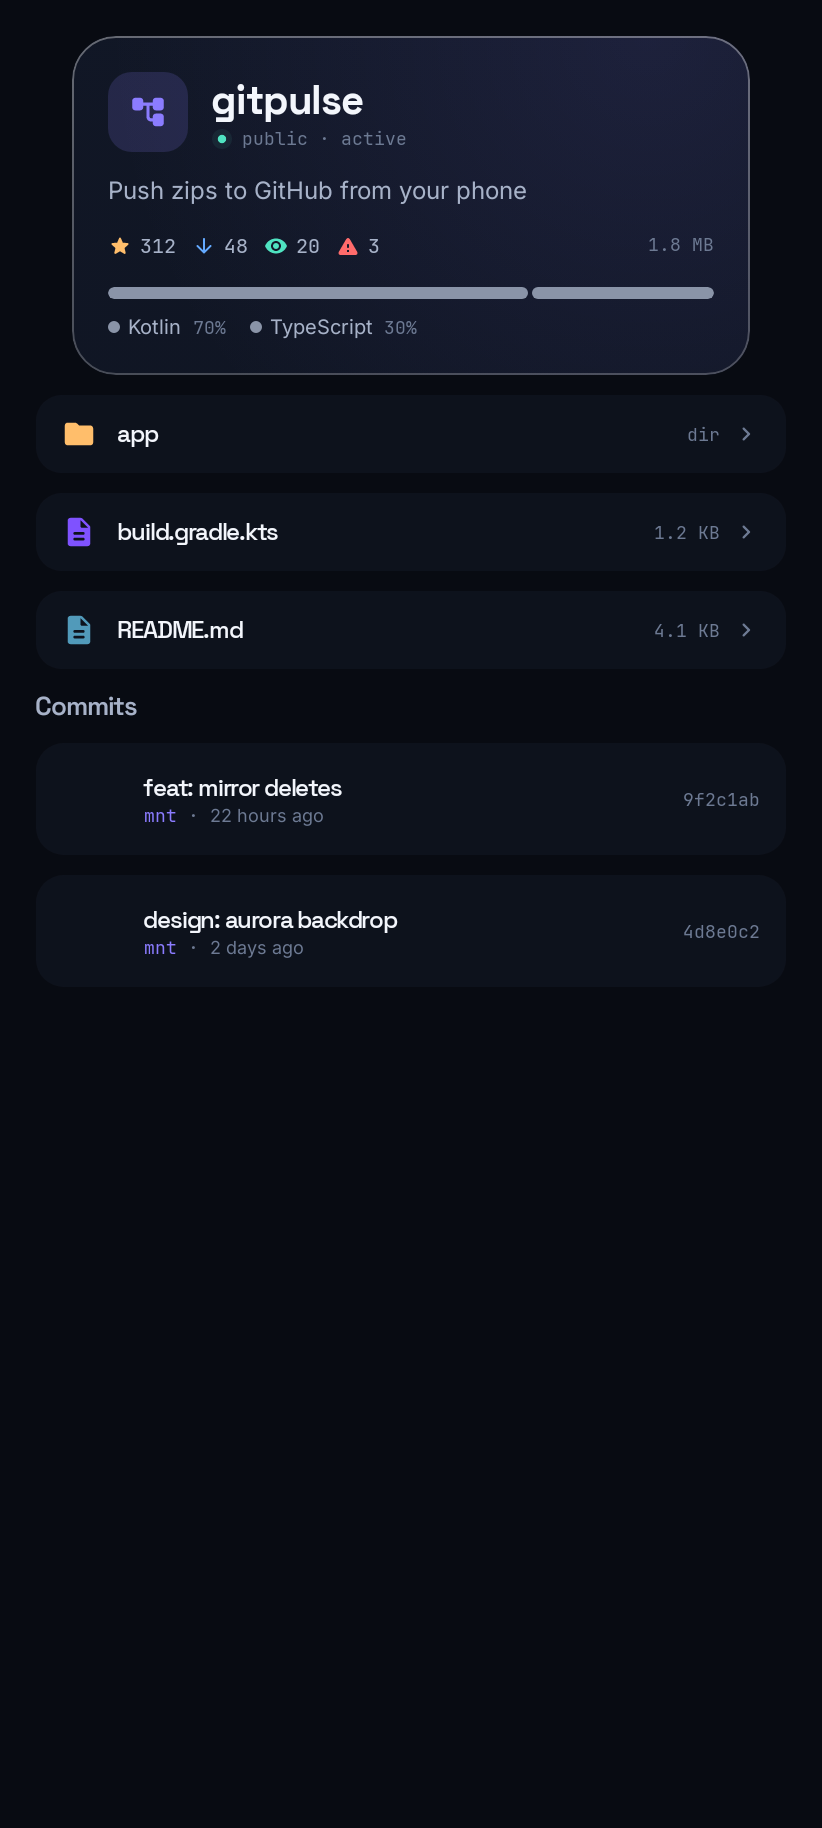 gitpulse
public · active
Push zips to GitHub from your phone
312 48 20 3 1.8 MB
Kotlin 70% TypeScript 30%
app dir
build.gradle.kts 1.2 KB
README.md 4.1 KB
Commits
feat: mirror deletes
mnt · 22 hours ago 9f2c1ab
design: aurora backdrop
mnt · 2 days ago 4d8e0c2